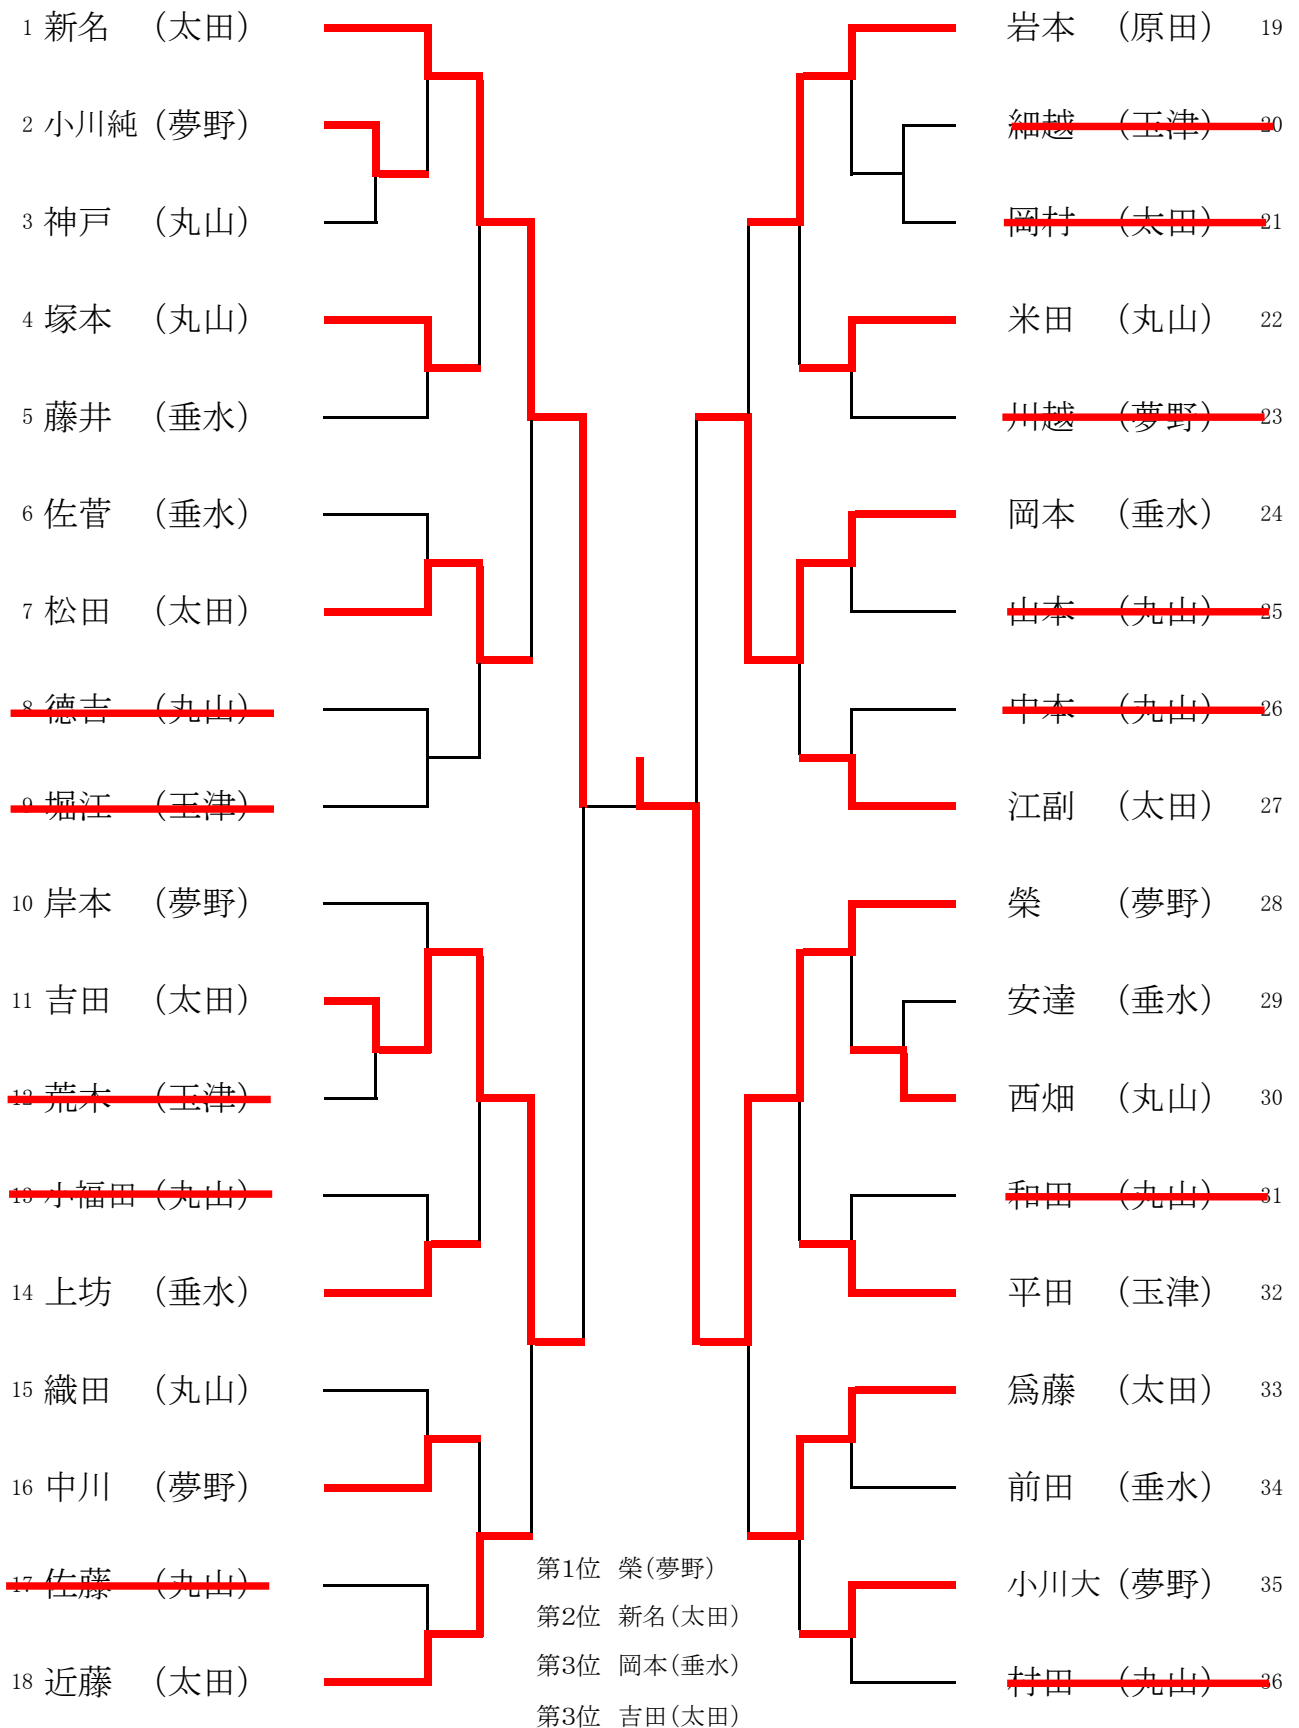 1 新名 (太田)
2 小川純 (夢野)
3 神戸 (丸山)
4 塚本 (丸山)
5 藤井 (垂水)
6 佐菅 (垂水)
7 松田 (太田)
8 徳吉 (丸山)
9 堀江 (玉津)
10 岸本 (夢野)
11 吉田 (太田)
12 荒木 (玉津)
13 小福田 (丸山)
14 上坊 (垂水)
15 織田 (丸山)
16 中川 (夢野)
17 佐藤 (丸山)
18 近藤 (太田)
岩本 (原田) 19
細越 (玉津) 20
岡村 (太田) 21
米田 (丸山) 22
川越 (夢野) 23
岡本 (垂水) 24
山本 (丸山) 25
中本 (丸山) 26
江副 (太田) 27
榮 (夢野) 28
安達 (垂水) 29
西畑 (丸山) 30
和田 (丸山) 31
平田 (玉津) 32
爲藤 (太田) 33
前田 (垂水) 34
小川大 (夢野) 35
村田 (丸山) 36
第1位 榮(夢野)
第2位 新名(太田)
第3位 岡本(垂水)
第3位 吉田(太田)